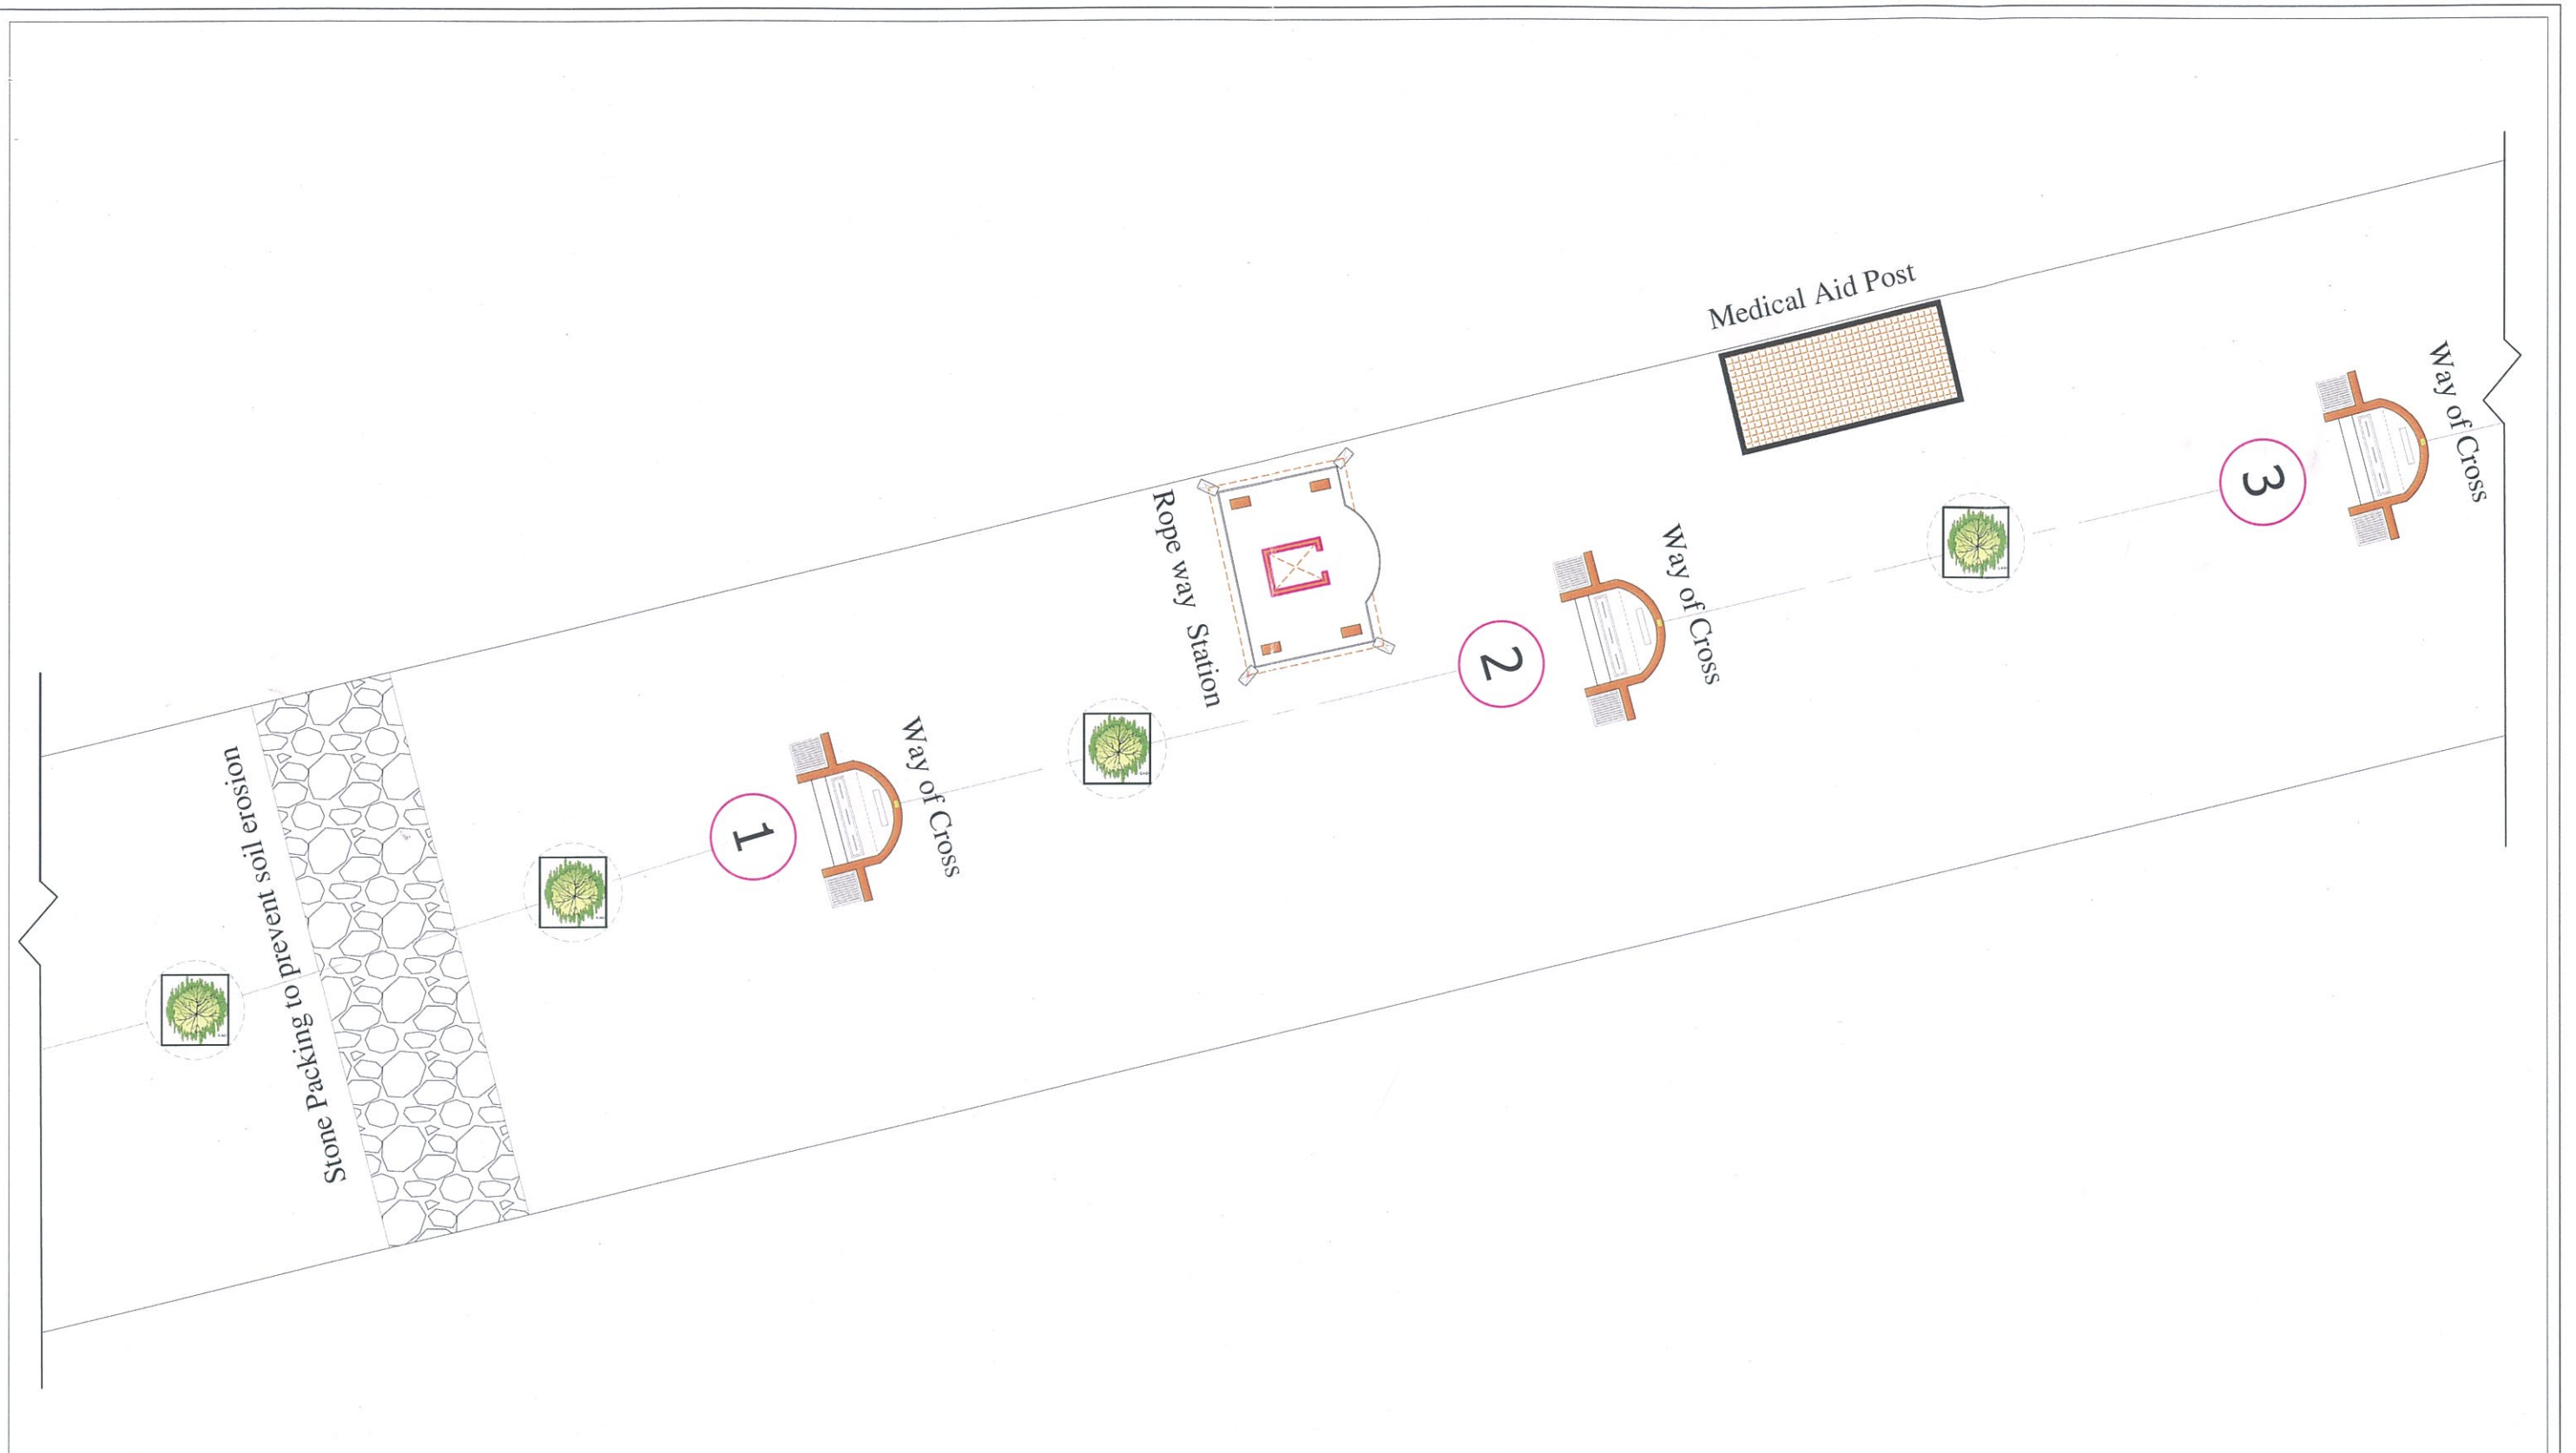 Medical Aid Post
Way of Cross
3
Way of Cross
2
Rope way Station
Way of Cross
1
Stone Packing to prevent soil erosion